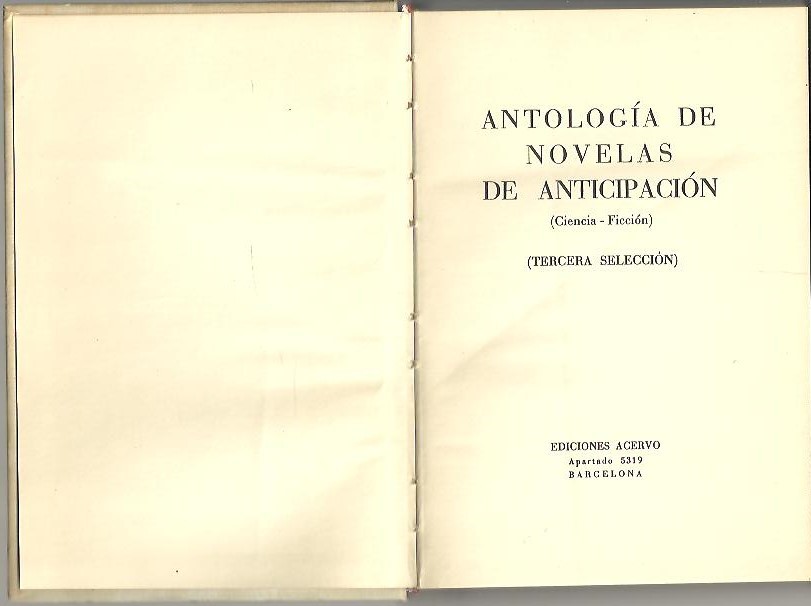 ANTOLOGÍA DE
NOVELAS
DE ANTICIPACIÓN
(Ciencia - Ficción)
(TERCERA SELECCIÓN)
EDICIONES ACERVO
Apartado 5319
BARCELONA